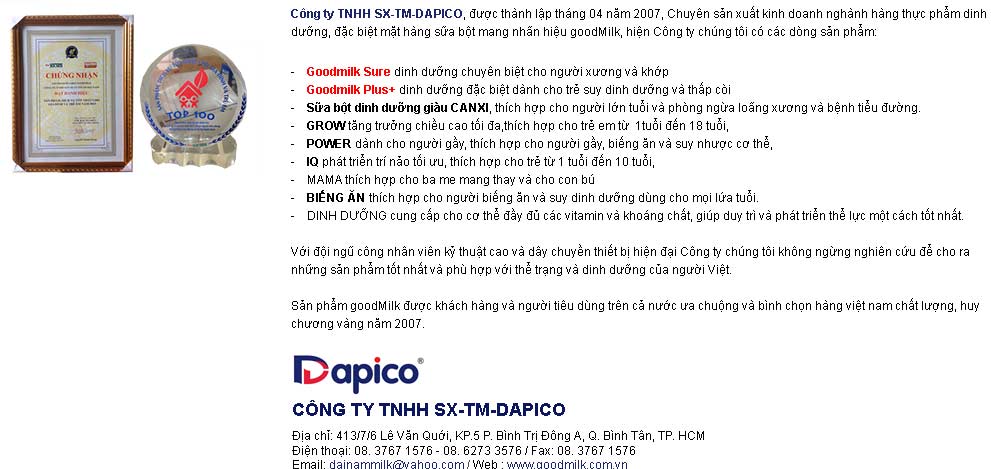 CHỨNG NHẬN
TOP 100
Công ty TNHH SX-TM-DAPICO, được thành lập tháng 04 năm 2007, Chuyên sản xuất kinh doanh nghành hàng thực phẩm dinh
dưỡng, đặc biệt mặt hàng sữa bột mang nhãn hiệu goodMilk, hiện Công ty chúng tôi có các dòng sản phẩm:
- Goodmilk Sure dinh dưỡng chuyên biệt cho người xương và khớp
- Goodmilk Plus+ dinh dưỡng đặc biệt dành cho trẻ suy dinh dưỡng và thấp còi
- Sữa bột dinh dưỡng giàu CANXI, thích hợp cho người lớn tuổi và phòng ngừa loãng xương và bệnh tiểu đường.
- GROW tăng trưởng chiều cao tối đa,thích hợp cho trẻ em từ 1tuổi đến 18 tuổi,
- POWER dành cho người gầy, thích hợp cho người gầy, biếng ăn và suy nhược cơ thể,
- IQ phát triển trí não tối ưu, thích hợp cho trẻ từ 1 tuổi đến 10 tuổi,
- MAMA thích hợp cho ba me mang thay và cho con bú
- BIẾNG ĂN thích hợp cho người biếng ăn và suy dinh dưỡng dùng cho mọi lứa tuổi.
- DINH DƯỠNG cung cấp cho cơ thể đầy đủ các vitamin và khoáng chất, giúp duy trì và phát triển thể lực một cách tốt nhất.
Với đội ngũ công nhân viên kỹ thuật cao và dây chuyền thiết bị hiện đại Công ty chúng tôi không ngừng nghiên cứu để cho ra
những sản phẩm tốt nhất và phù hợp với thể trạng và dinh dưỡng của người Việt.
Sản phẩm goodMilk được khách hàng và người tiêu dùng trên cả nước ưa chuộng và bình chọn hàng việt nam chất lượng, huy
chương vàng năm 2007.
Dapico®
CÔNG TY TNHH SX-TM-DAPICO
Địa chỉ: 413/7/6 Lê Văn Quới, KP.5 P. Bình Trị Đông A, Q. Bình Tân, TP. HCM
Điện thoại: 08. 3767 1576 - 08. 6273 3576 / Fax: 08. 3767 1576
Email: dainammilk@yahoo.com / Web : www.goodmilk.com.vn